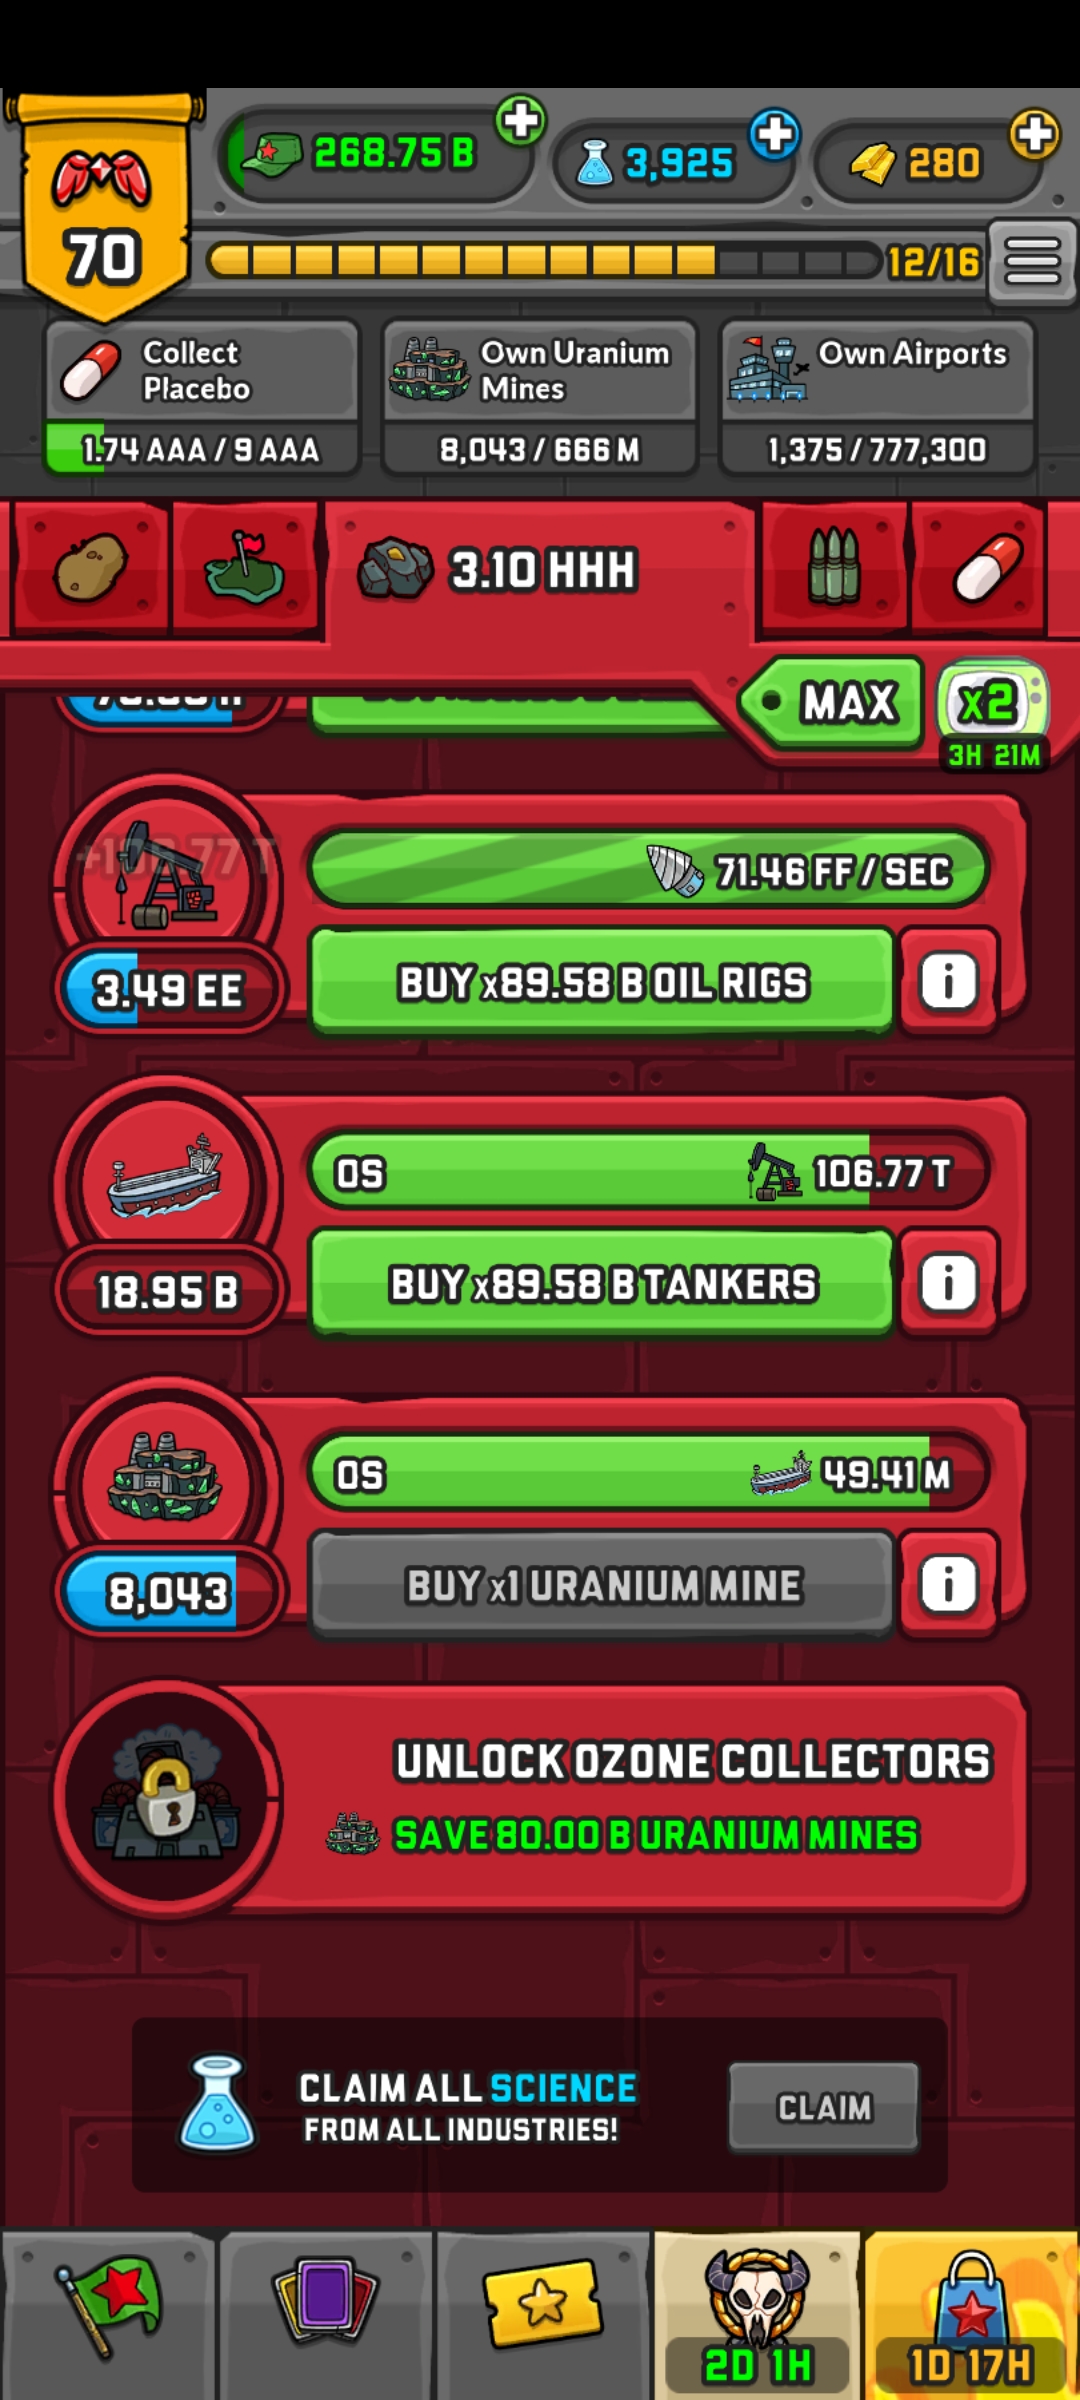 268.75 B
3,925
280
70
12/16
Collect
Placebo
1.74 AAA / 9 AAA
Own Uranium
Mines
8,043 / 666 M
Own Airports
1,375 / 777,300
3.10 HHH
MAX
x2
3H 21M
+106.77 T
71.46 FF / SEC
3.49 EE
BUY x89.58 B OIL RIGS
i
0S
106.77 T
18.95 B
BUY x89.58 B TANKERS
i
0S
49.41 M
8,043
BUY x1 URANIUM MINE
i
UNLOCK OZONE COLLECTORS
SAVE 80.00 B URANIUM MINES
CLAIM ALL SCIENCE
FROM ALL INDUSTRIES!
CLAIM
2D 1H
1D 17H